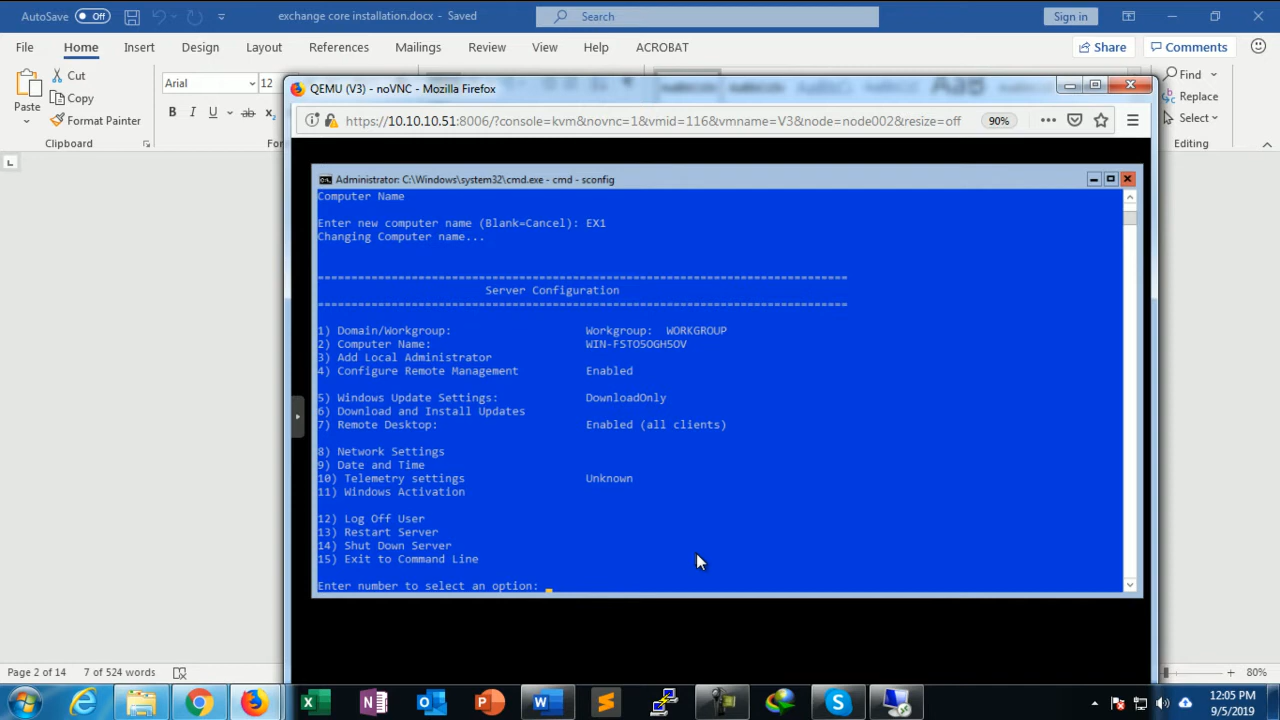 AutoSave Off
exchange core installation.docx - Saved
Search
Sign in
File Home Insert Design Layout References Mailings Review View Help ACROBAT
Share Comments
Paste
Cut
Copy
Format Painter
Clipboard
Arial 12
B I U ab x
Find
Replace
Select
Editing
QEMU (V3) - noVNC - Mozilla Firefox
https://10.10.10.51:8006/?console=kvm&novnc=1&vmid=116&vmname=V3&node=node002&resize=off 90%
Administrator: C:\Windows\system32\cmd.exe - cmd - sconfig
Computer Name
Enter new computer name (Blank=Cancel): EX1
Changing Computer name...
===============================================================================
Server Configuration
===============================================================================
1) Domain/Workgroup: Workgroup: WORKGROUP
2) Computer Name: WIN-FSTO5OGH5OV
3) Add Local Administrator
4) Configure Remote Management Enabled
5) Windows Update Settings: DownloadOnly
6) Download and Install Updates
7) Remote Desktop: Enabled (all clients)
8) Network Settings
9) Date and Time
10) Telemetry settings Unknown
11) Windows Activation
12) Log Off User
13) Restart Server
14) Shut Down Server
15) Exit to Command Line
Enter number to select an option:
Page 2 of 14 7 of 524 words
80%
12:05 PM
9/5/2019